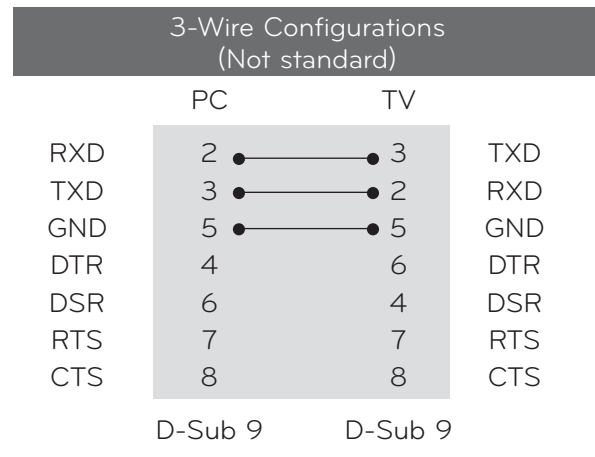 3-Wire Configurations
(Not standard)
PC TV
RXD 2 3 TXD
TXD 3 2 RXD
GND 5 5 GND
DTR 4 6 DTR
DSR 6 4 DSR
RTS 7 7 RTS
CTS 8 8 CTS
D-Sub 9 D-Sub 9